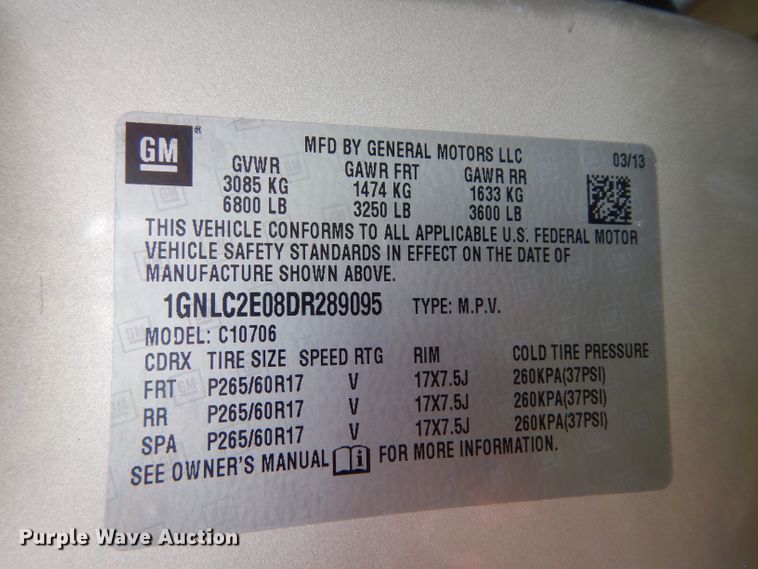 GM ®
MFD BY GENERAL MOTORS LLC 03/13
GVWR GAWR FRT GAWR RR
3085 KG 1474 KG 1633 KG
6800 LB 3250 LB 3600 LB
THIS VEHICLE CONFORMS TO ALL APPLICABLE U.S. FEDERAL MOTOR
VEHICLE SAFETY STANDARDS IN EFFECT ON THE DATE OF
MANUFACTURE SHOWN ABOVE.
1GNLC2E08DR289095 TYPE: M.P.V.
MODEL: C10706
CDRX TIRE SIZE SPEED RTG RIM COLD TIRE PRESSURE
FRT P265/60R17 V 17X7.5J 260KPA(37PSI)
RR P265/60R17 V 17X7.5J 260KPA(37PSI)
SPA P265/60R17 V 17X7.5J 260KPA(37PSI)
SEE OWNER'S MANUAL i FOR MORE INFORMATION.
Purple Wave Auction